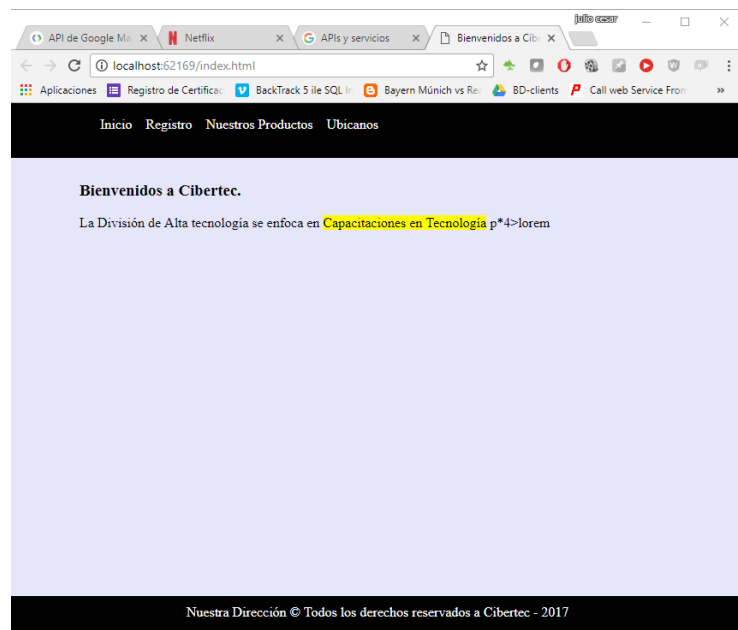 julio cesar
API de Google Ma
Netflix
APIs y servicios
Bienvenidos a Cib
localhost:62169/index.html
Aplicaciones Registro de Certificac BackTrack 5 ile SQL In Bayern Múnich vs Rea BD-clients Call web Service From »
Inicio Registro Nuestros Productos Ubicanos
Bienvenidos a Cibertec.
La División de Alta tecnología se enfoca en Capacitaciones en Tecnología p*4>lorem
Nuestra Dirección © Todos los derechos reservados a Cibertec - 2017